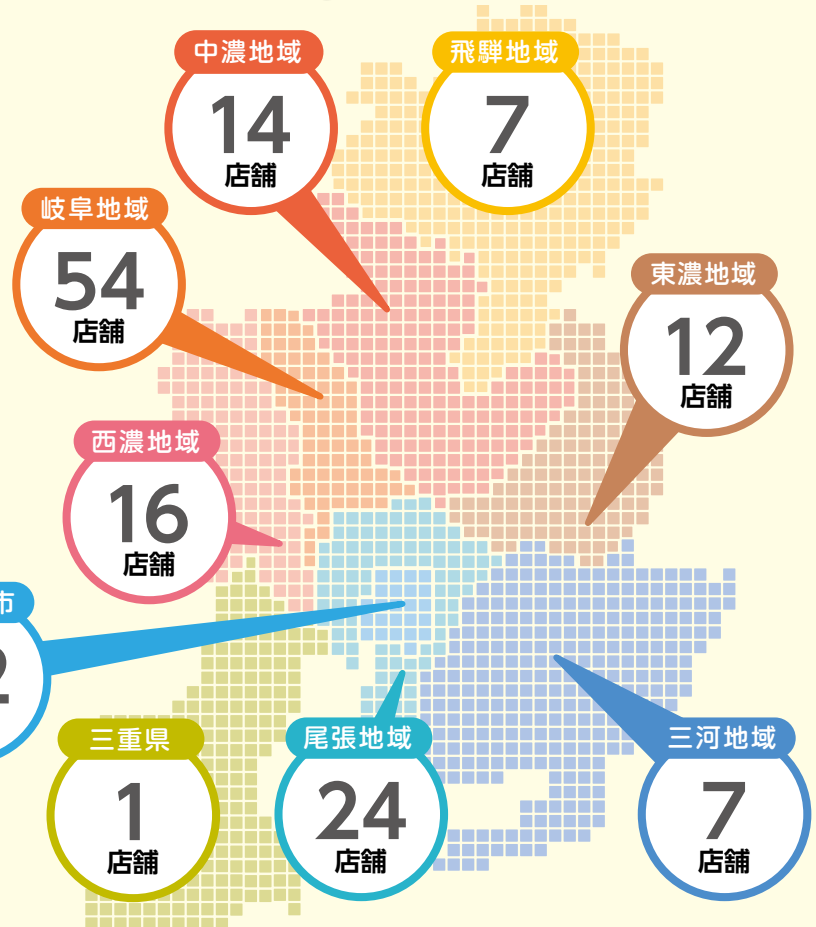 中濃地域
14
店舗
飛騨地域
7
店舗
岐阜地域
54
店舗
東濃地域
12
店舗
西濃地域
16
店舗
市
2
三重県
1
店舗
尾張地域
24
店舗
三河地域
7
店舗